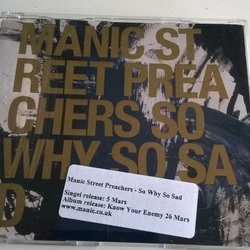 MANIC ST
REET PREA
CHERS SO
WHY SO SA
D
Manic Street Preachers - So Why So Sad
Singel release: 5 Mars
Album release: Know Your Enemy 26 Mars
www.manic.co.uk